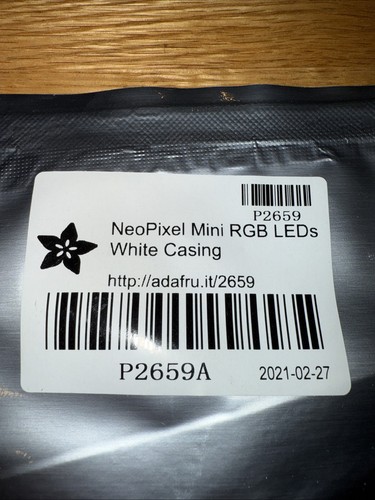 P2659
NeoPixel Mini RGB LEDs
White Casing
http://adafru.it/2659
P2659A
2021-02-27